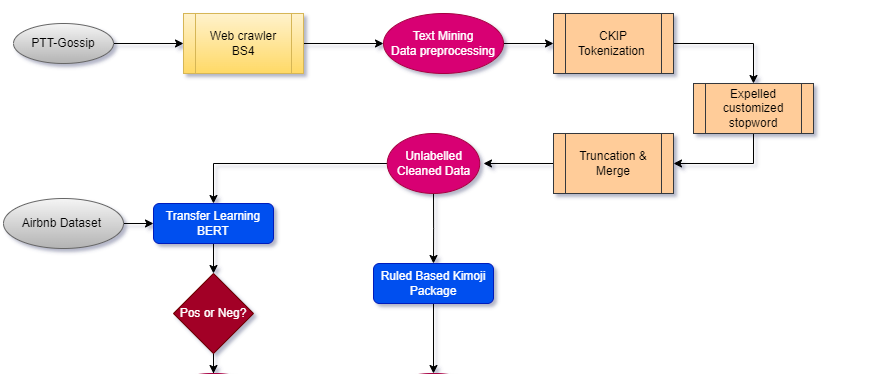 PTT-Gossip
Web crawler
BS4
Text Mining
Data preprocessing
CKIP
Tokenization
Expelled
customized
stopword
Truncation &
Merge
Unlabelled
Cleaned Data
Airbnb Dataset
Transfer Learning
BERT
Ruled Based Kimoji
Package
Pos or Neg?